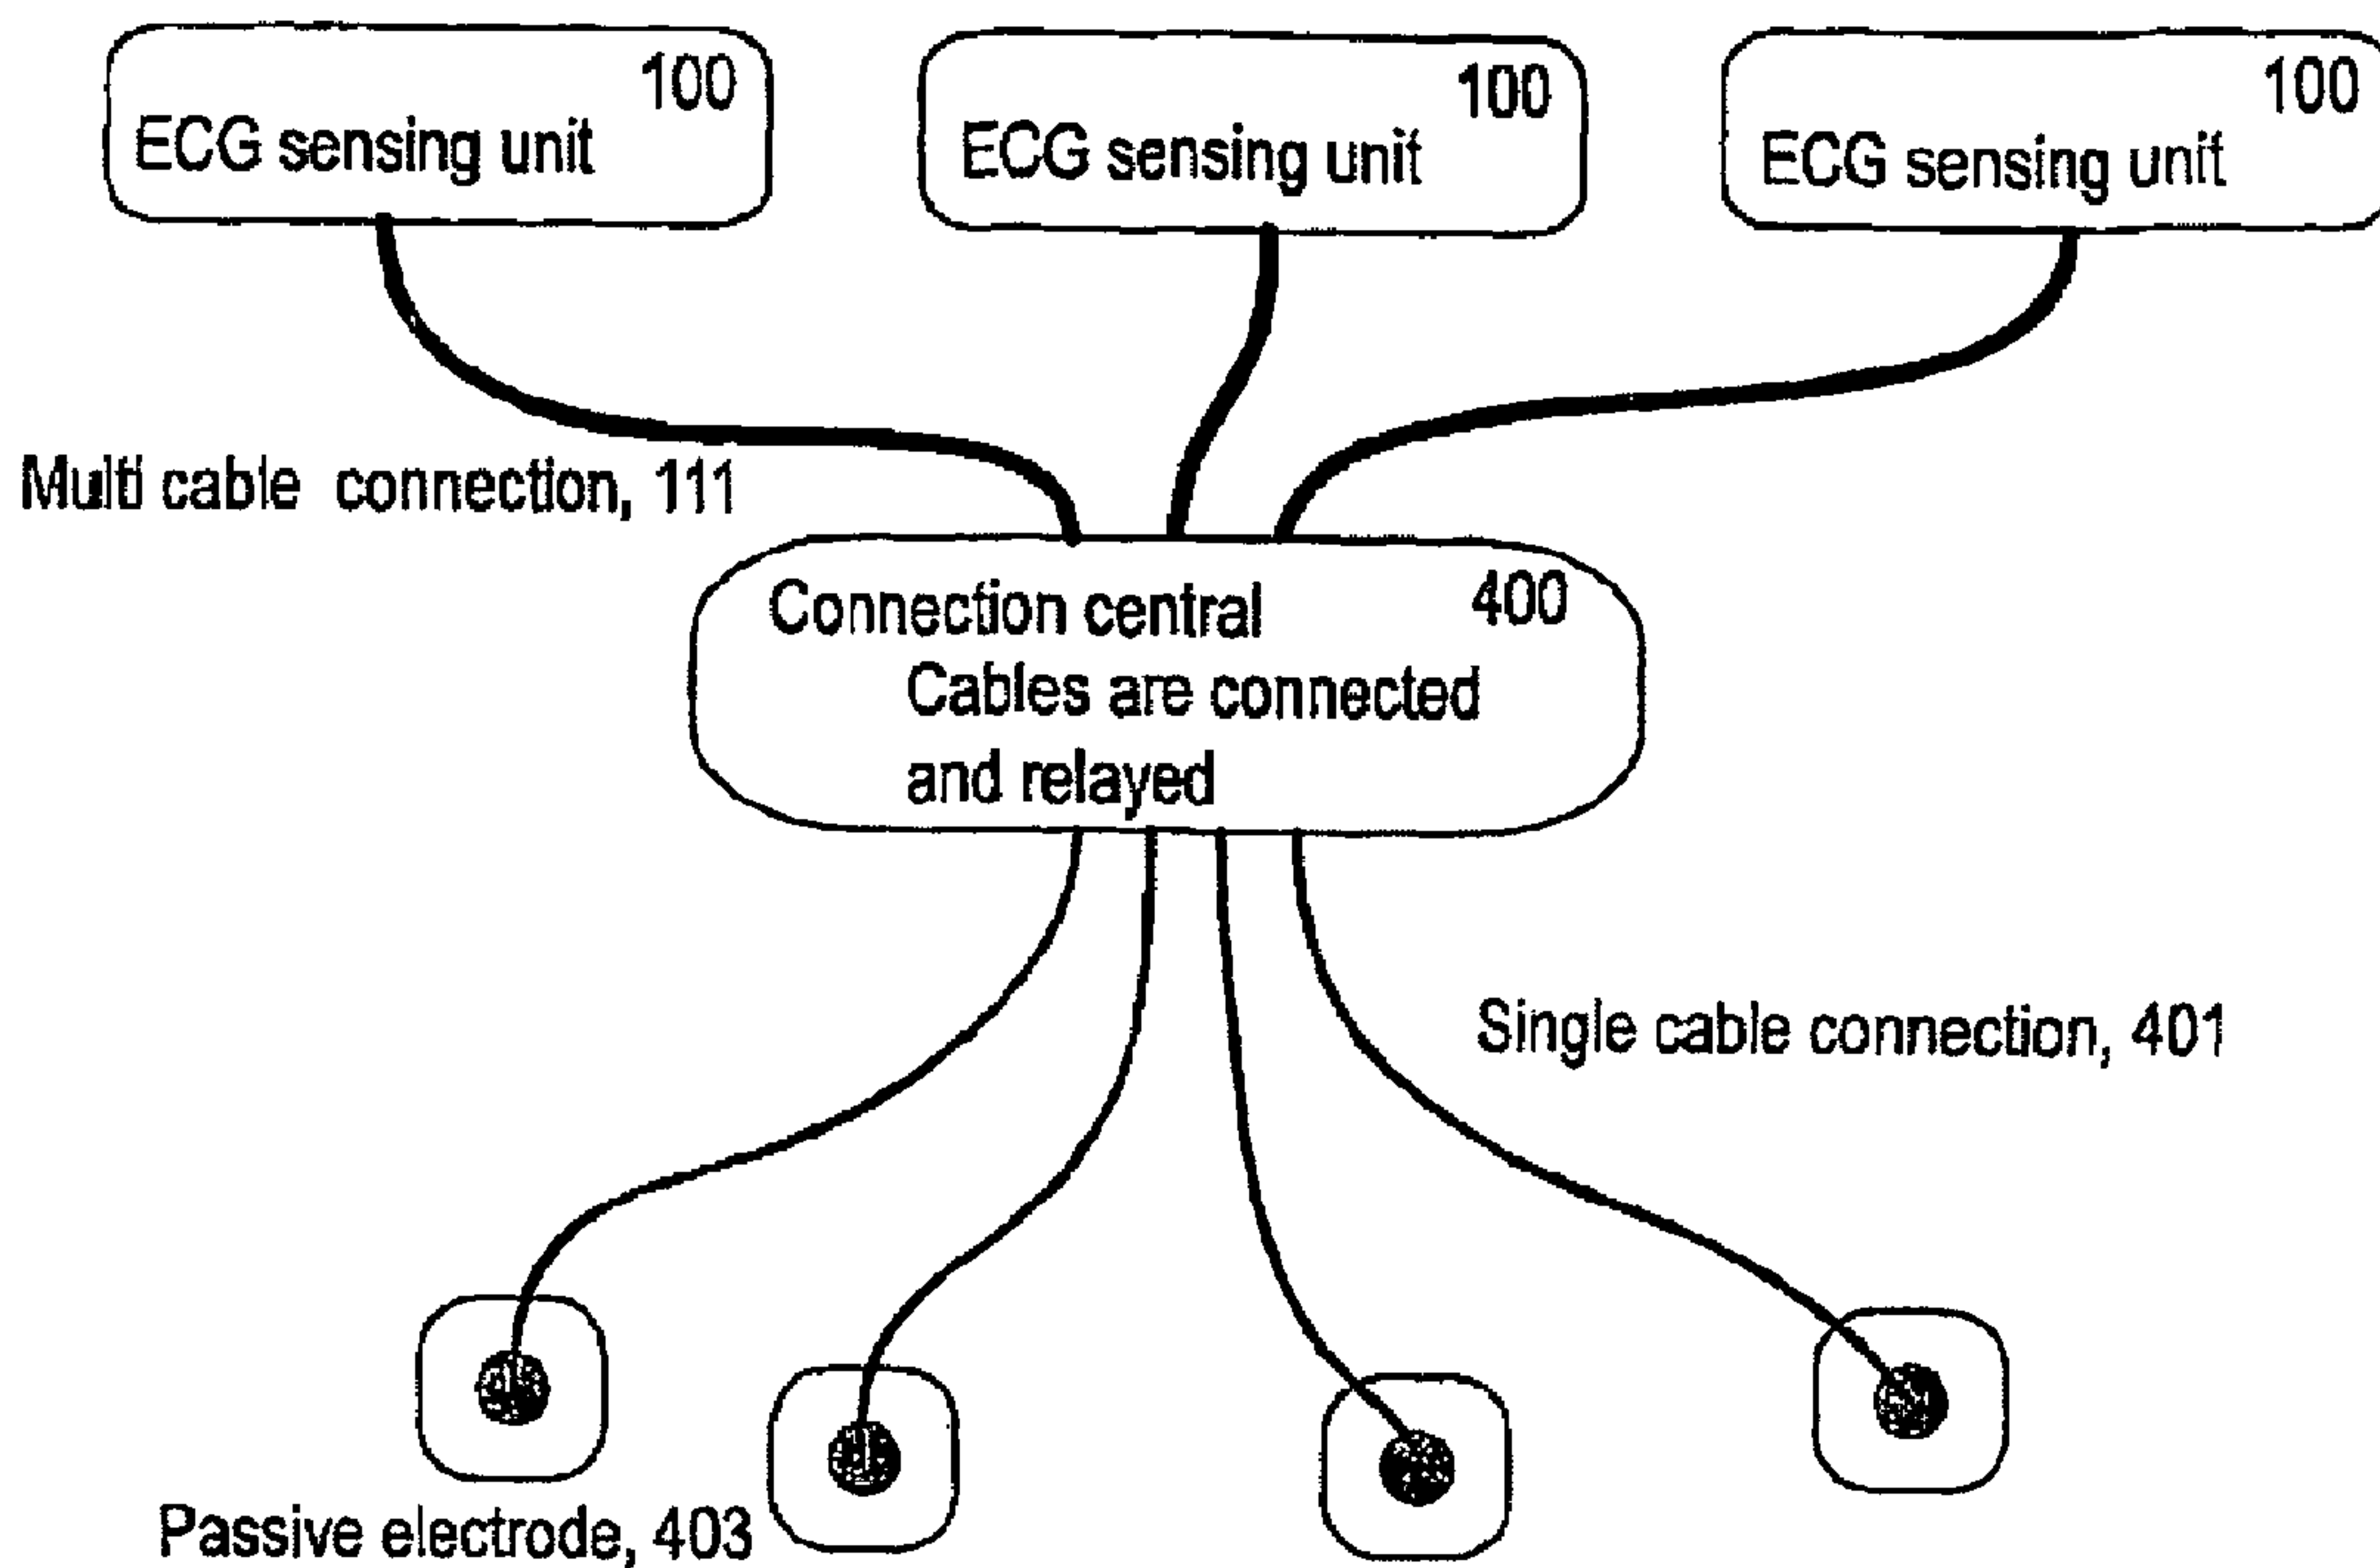 100
ECG sensing unit
100
ECG sensing unit
100
ECG sensing unit
Multi cable connection, 111
Connection central 400
Cables are connected
and relayed
Single cable connection, 401
Passive electrode, 403